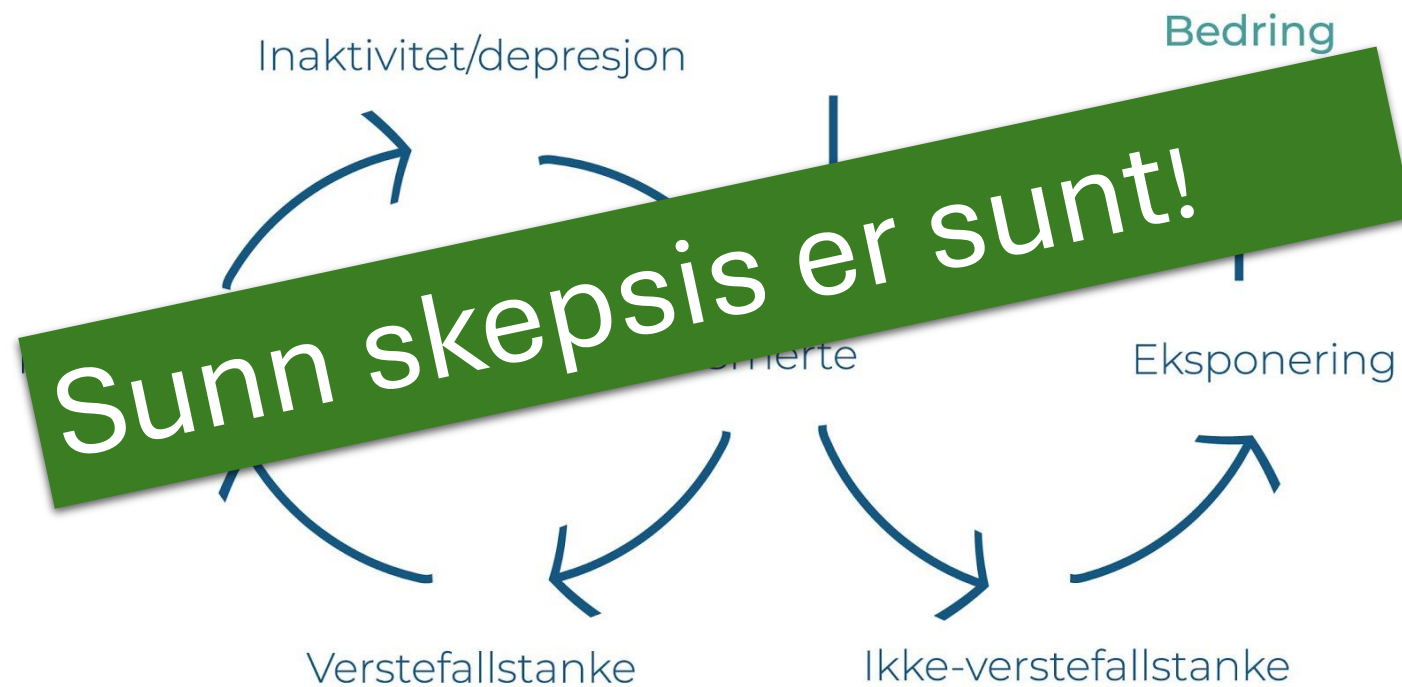 Bedring
Inaktivitet/depresjon
Sunn skepsis er sunt!
Eksponering
Verstefallstanke
Ikke-verstefallstanke